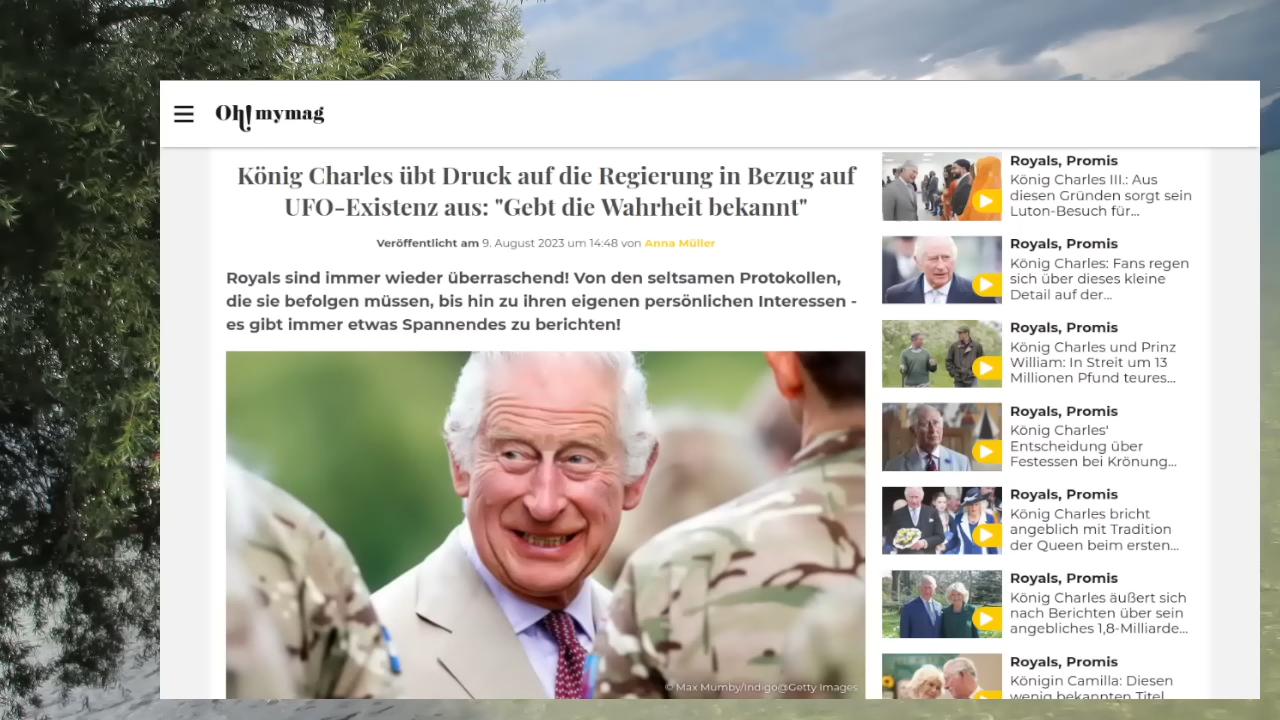 Oh!mymag
König Charles übt Druck auf die Regierung in Bezug auf
UFO-Existenz aus: "Gebt die Wahrheit bekannt"
Veröffentlicht am 9. August 2023 um 14:48 von Anna Müller
Royals sind immer wieder überraschend! Von den seltsamen Protokollen,
die sie befolgen müssen, bis hin zu ihren eigenen persönlichen Interessen -
es gibt immer etwas Spannendes zu berichten!
© Max Mumby/Indigo@Getty Images
Royals, Promis
König Charles III.: Aus
diesen Gründen sorgt sein
Luton-Besuch für...
Royals, Promis
König Charles: Fans regen
sich über dieses kleine
Detail auf der...
Royals, Promis
König Charles und Prinz
William: In Streit um 13
Millionen Pfund teures...
Royals, Promis
König Charles'
Entscheidung über
Festessen bei Krönung...
Royals, Promis
König Charles bricht
angeblich mit Tradition
der Queen beim ersten...
Royals, Promis
König Charles äußert sich
nach Berichten über sein
angebliches 1,8-Milliarde...
Royals, Promis
Königin Camilla: Diesen
wenig bekannten Titel